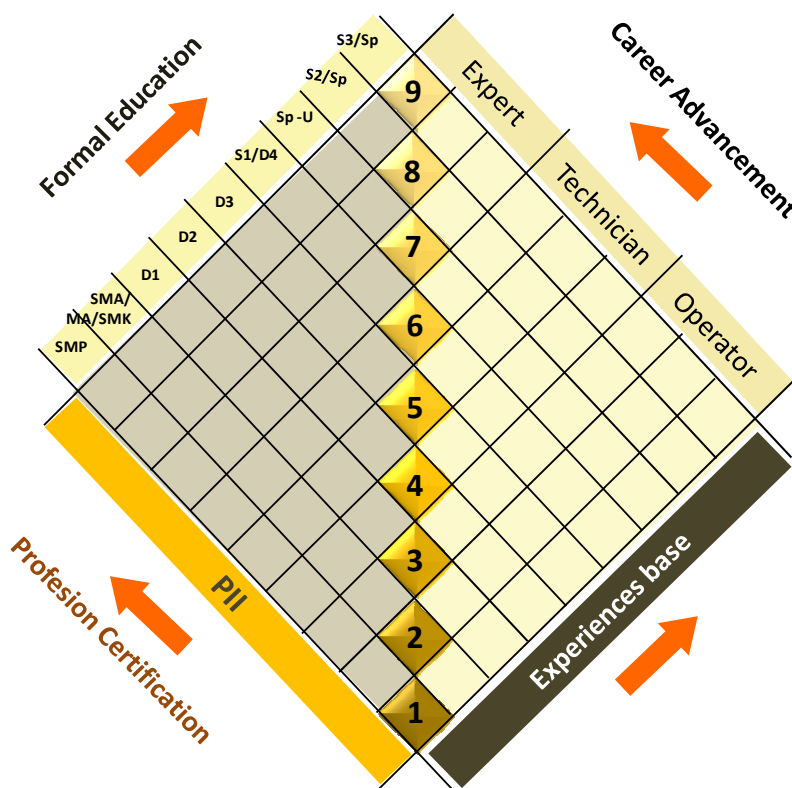 Formal Education
S3/Sp
S2/Sp
Sp -U
S1/D4
D3
D2
D1
SMA/
MA/SMK
SMP
Career Advancement
Expert
Technician
Operator
9
8
7
6
5
4
3
2
1
PII
Profesion Certification
Experiences base